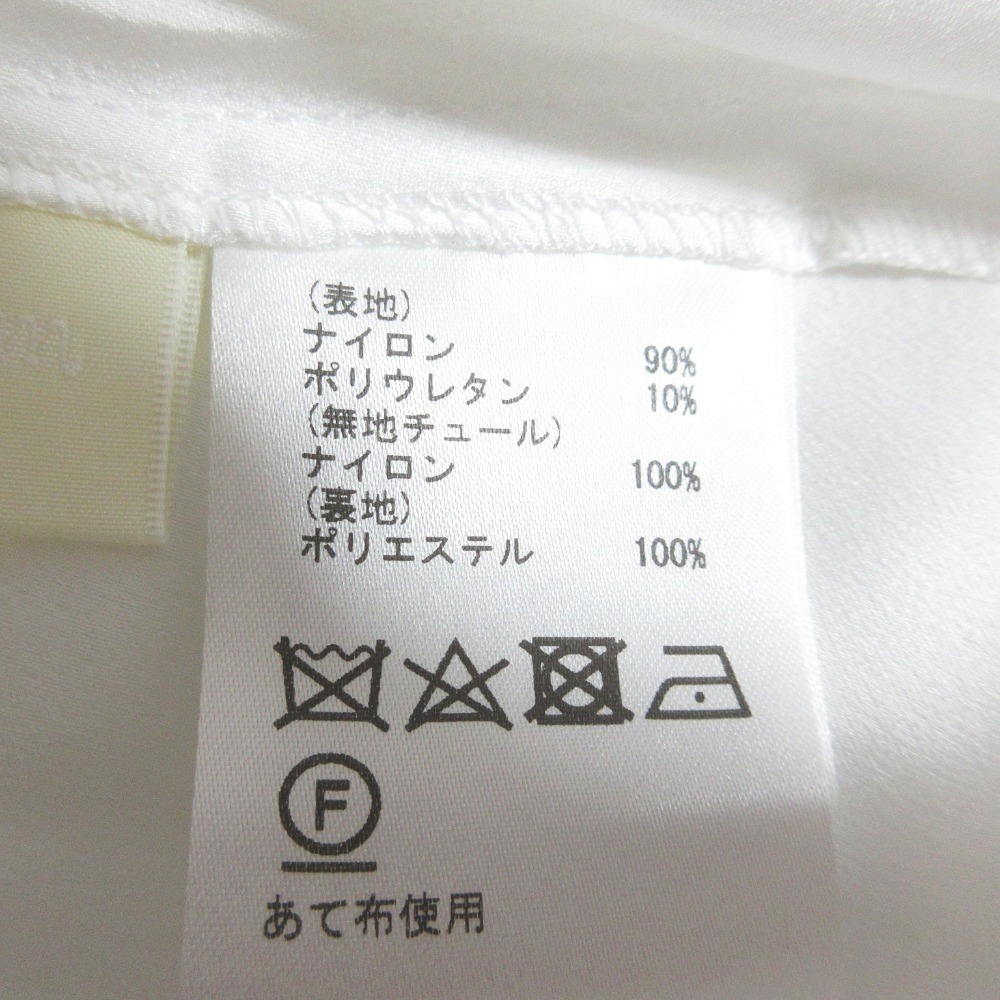 (表地)
ナイロン 90%
ポリウレタン 10%
(無地チュール)
ナイロン 100%
(裏地)
ポリエステル 100%
F
あて布使用